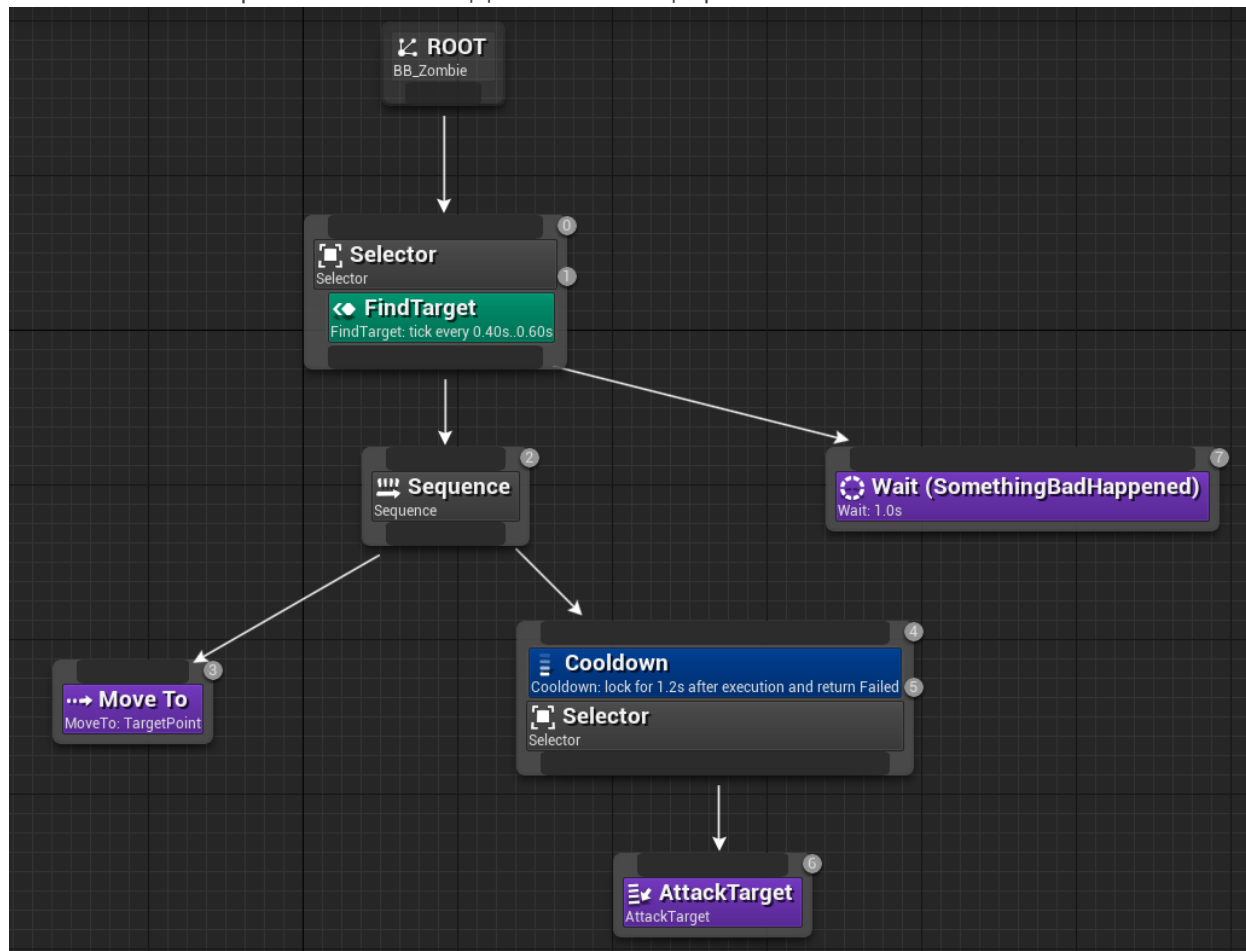 ROOT
BB_Zombie
0
Selector
Selector
1
FindTarget
FindTarget: tick every 0.40s..0.60s
2
Sequence
Sequence
7
Wait (SomethingBadHappened)
Wait: 1.0s
3
Move To
MoveTo: TargetPoint
4
Cooldown
Cooldown: lock for 1.2s after execution and return Failed
5
Selector
Selector
6
AttackTarget
AttackTarget